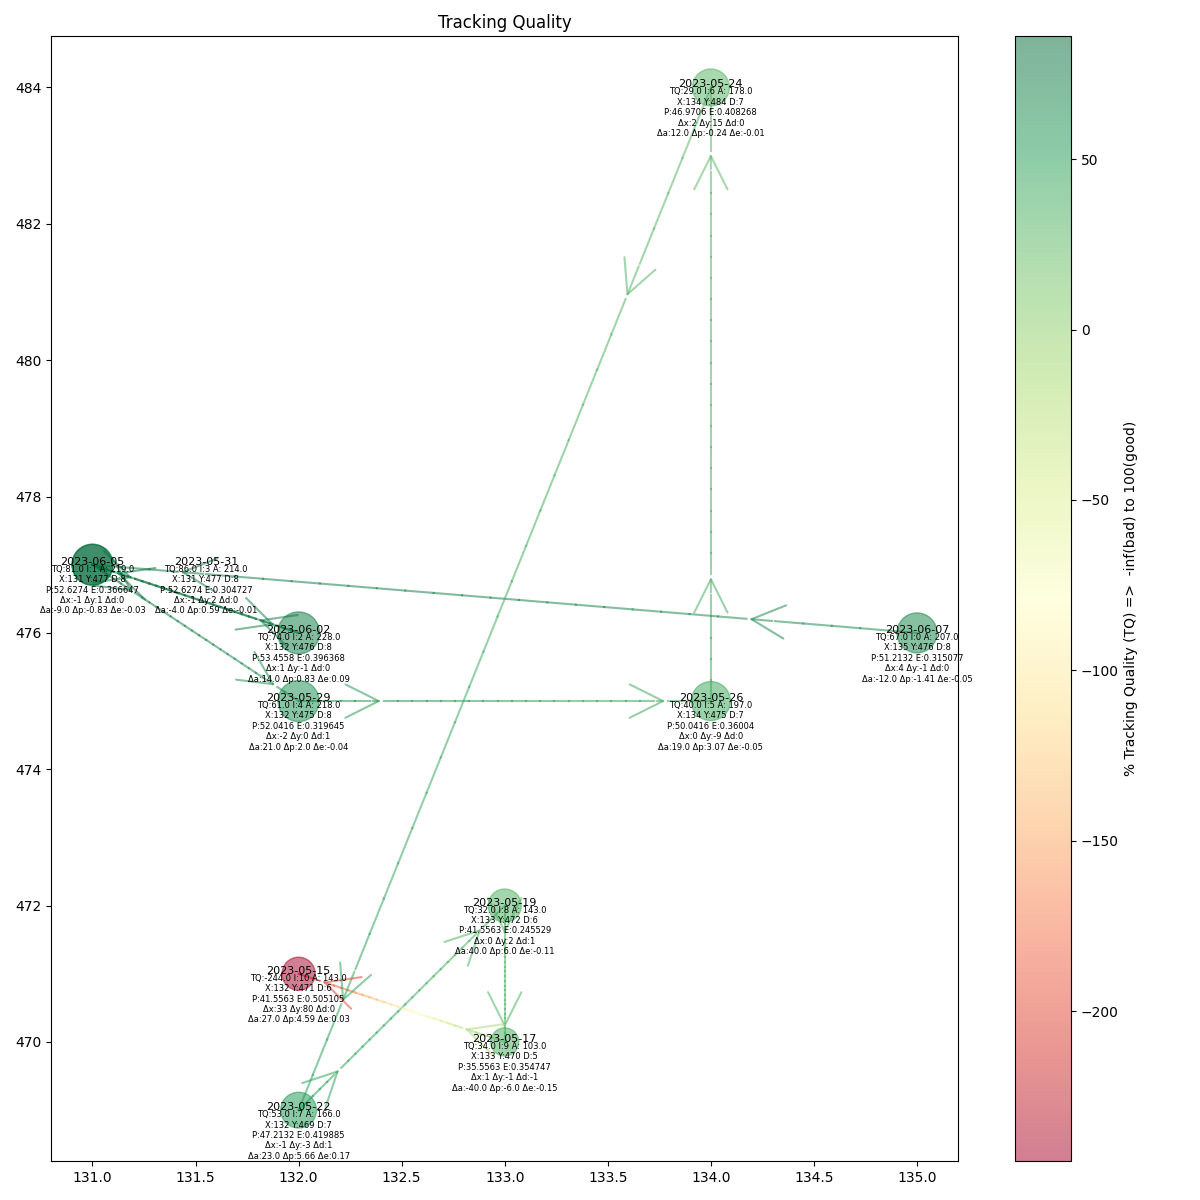 Tracking Quality
484
482
480
478
476
474
472
470
131.0
131.5
132.0
132.5
133.0
133.5
134.0
134.5
135.0
2023-05-24
TQ:29.0 I:6 A: 178.0
X:134 Y:484 D:7
P:46.9706 E:0.408268
Δx:2 Δy:15 Δd:0
Δa:12.0 Δp:-0.24 Δe:-0.01
2023-06-05
TQ:81.0 I:1 A: 219.0
X:131 Y:477 D:8
P:52.6274 E:0.366647
Δx:-1 Δy:1 Δd:0
Δa:-9.0 Δp:-0.83 Δe:-0.03
2023-05-31
TQ:86.0 I:3 A: 214.0
X:131 Y:477 D:8
P:52.6274 E:0.304727
Δx:-1 Δy:2 Δd:0
Δa:-4.0 Δp:0.59 Δe:-0.01
2023-06-02
TQ:74.0 I:2 A: 228.0
X:132 Y:476 D:8
P:53.4558 E:0.396368
Δx:1 Δy:-1 Δd:0
Δa:14.0 Δp:0.83 Δe:0.09
2023-06-07
TQ:67.0 I:0 A: 207.0
X:135 Y:476 D:8
P:51.2132 E:0.315077
Δx:4 Δy:-1 Δd:0
Δa:-12.0 Δp:-1.41 Δe:-0.05
2023-05-29
TQ:61.0 I:4 A: 218.0
X:132 Y:475 D:8
P:52.0416 E:0.319645
Δx:-2 Δy:0 Δd:1
Δa:21.0 Δp:2.0 Δe:-0.04
2023-05-26
TQ:40.0 I:5 A: 197.0
X:134 Y:475 D:7
P:50.0416 E:0.36004
Δx:0 Δy:-9 Δd:0
Δa:19.0 Δp:3.07 Δe:-0.05
2023-05-19
TQ:32.0 I:8 A: 143.0
X:133 Y:472 D:6
P:41.5563 E:0.245529
Δx:0 Δy:2 Δd:1
Δa:40.0 Δp:6.0 Δe:-0.11
2023-05-15
TQ:-244.0 I:10 A: 143.0
X:132 Y:471 D:6
P:41.5563 E:0.505105
Δx:33 Δy:80 Δd:0
Δa:27.0 Δp:4.59 Δe:0.03
2023-05-17
TQ:34.0 I:9 A: 103.0
X:133 Y:470 D:5
P:35.5563 E:0.354747
Δx:1 Δy:-1 Δd:-1
Δa:-40.0 Δp:-6.0 Δe:-0.15
2023-05-22
TQ:53.0 I:7 A: 166.0
X:132 Y:469 D:7
P:47.2132 E:0.419885
Δx:-1 Δy:-3 Δd:1
Δa:23.0 Δp:5.66 Δe:0.17
50
0
−50
−100
−150
−200
% Tracking Quality (TQ) => -inf(bad) to 100(good)